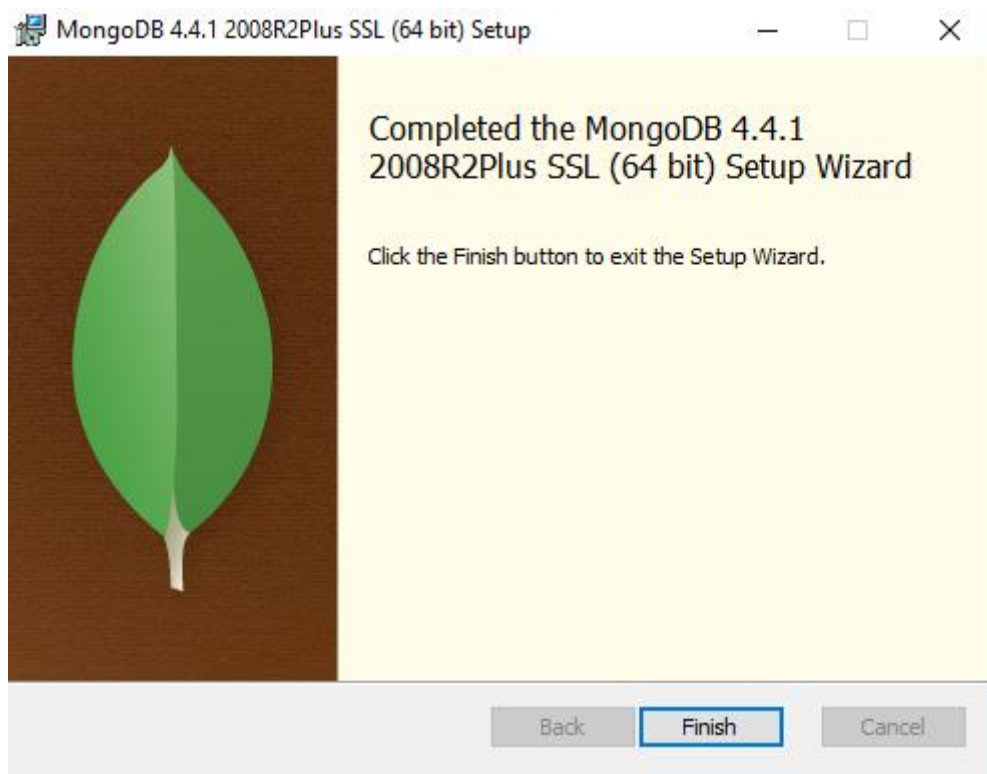 MongoDB 4.4.1 2008R2Plus SSL (64 bit) Setup
Completed the MongoDB 4.4.1
2008R2Plus SSL (64 bit) Setup Wizard
Click the Finish button to exit the Setup Wizard.
Back Finish Cancel